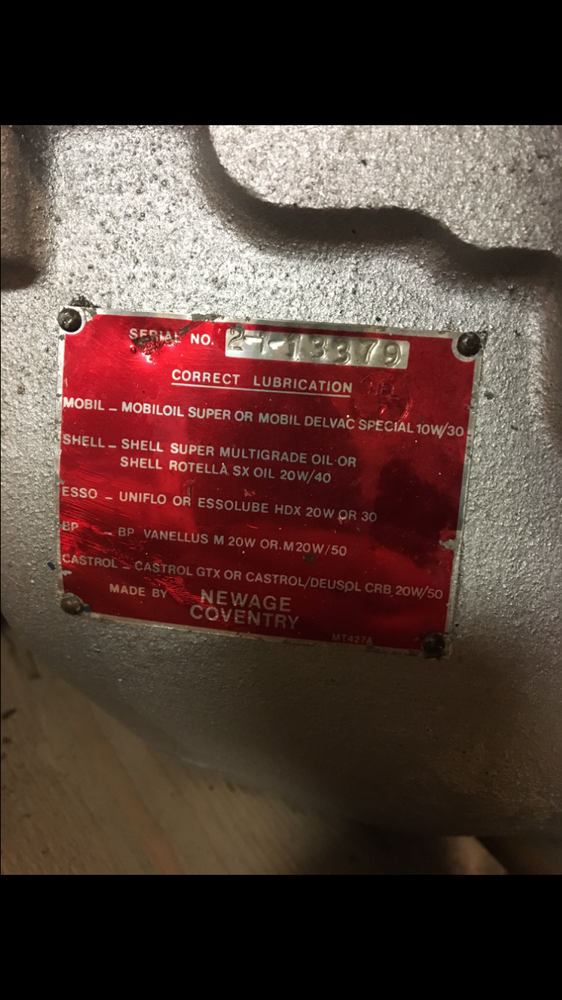 SERIAL NO. 27-13379
CORRECT LUBRICATION
MOBIL – MOBILOIL SUPER OR MOBIL DELVAC SPECIAL 10W/30
SHELL – SHELL SUPER MULTIGRADE OIL OR
SHELL ROTELLA SX OIL 20W/40
ESSO – UNIFLO OR ESSOLUBE HDX 20W OR 30
BP – BP VANELLUS M 20W OR M20W/50
CASTROL – CASTROL GTX OR CASTROL/DEUSOL CRB 20W/50
MADE BY NEWAGE
COVENTRY
MT427A